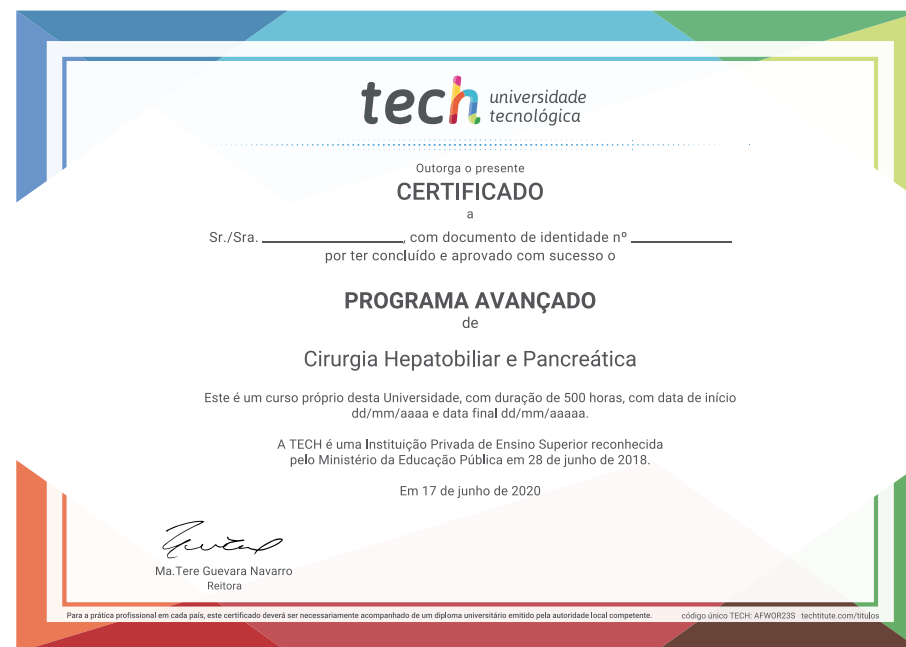 tech universidade
tecnológica
Outorga o presente
CERTIFICADO
a
Sr./Sra. ________________, com documento de identidade nº ____________
por ter concluído e aprovado com sucesso o
PROGRAMA AVANÇADO
de
Cirurgia Hepatobiliar e Pancreática
Este é um curso próprio desta Universidade, com duração de 500 horas, com data de início
dd/mm/aaaa e data final dd/mm/aaaaa.
A TECH é uma Instituição Privada de Ensino Superior reconhecida
pelo Ministério da Educação Pública em 28 de junho de 2018.
Em 17 de junho de 2020
Ma.Tere Guevara Navarro
Reitora
Para a prática profissional em cada país, este certificado deverá ser necessariamente acompanhado de um diploma universitário emitido pela autoridade local competente. código único TECH: AFWOR23S techtitute.com/titulos